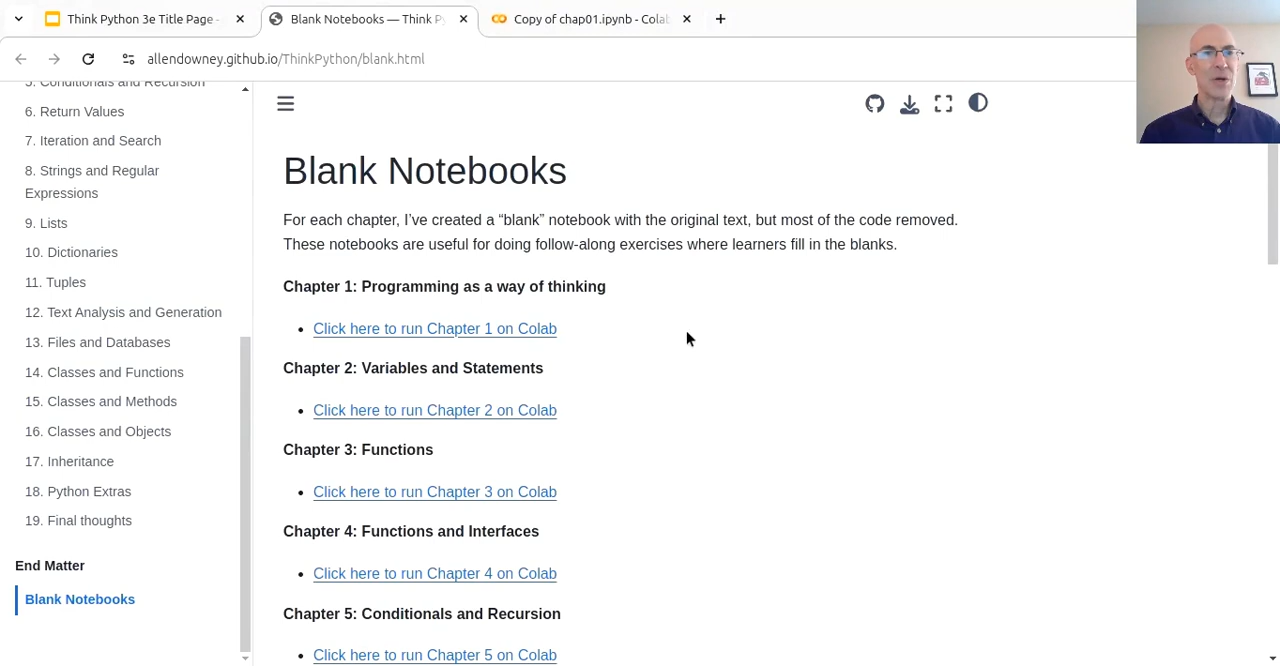 Think Python 3e Title Page -
Blank Notebooks — Think Py
Copy of chap01.ipynb - Colab
allendowney.github.io/ThinkPython/blank.html
5. Conditionals and Recursion
6. Return Values
7. Iteration and Search
8. Strings and Regular
Expressions
9. Lists
10. Dictionaries
11. Tuples
12. Text Analysis and Generation
13. Files and Databases
14. Classes and Functions
15. Classes and Methods
16. Classes and Objects
17. Inheritance
18. Python Extras
19. Final thoughts
End Matter
Blank Notebooks
Blank Notebooks
For each chapter, I’ve created a “blank” notebook with the original text, but most of the code removed.
These notebooks are useful for doing follow-along exercises where learners fill in the blanks.
Chapter 1: Programming as a way of thinking
• Click here to run Chapter 1 on Colab
Chapter 2: Variables and Statements
• Click here to run Chapter 2 on Colab
Chapter 3: Functions
• Click here to run Chapter 3 on Colab
Chapter 4: Functions and Interfaces
• Click here to run Chapter 4 on Colab
Chapter 5: Conditionals and Recursion
• Click here to run Chapter 5 on Colab